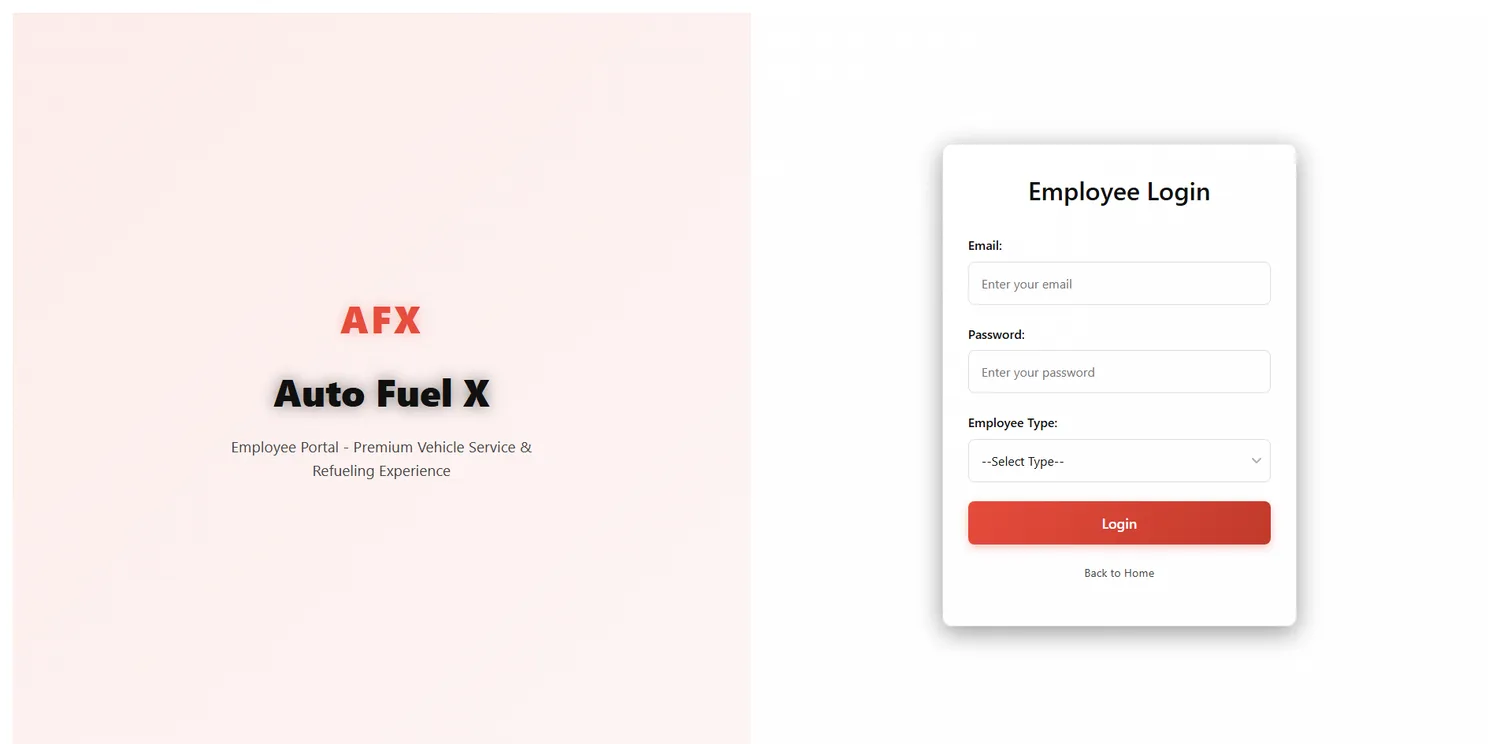 AFX
Auto Fuel X
Employee Portal - Premium Vehicle Service &
Refueling Experience
Employee Login
Email:
Enter your email
Password:
Enter your password
Employee Type:
--Select Type--
Login
Back to Home